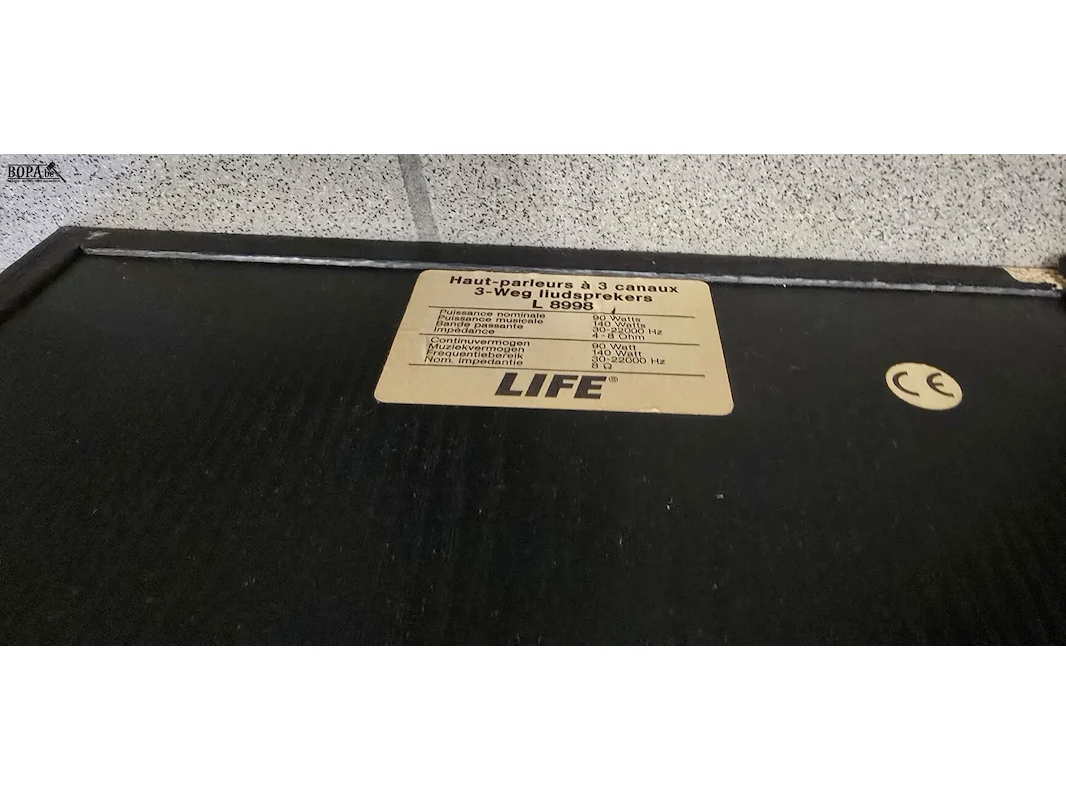 BOPA.be
Haut-parleurs à 3 canaux
3-Weg liudsprekers
L 8998
Puissance nominale 90 Watts
Puissance musicale 140 Watts
Bande passante 30-22000 Hz
Impédance 4-8 Ohm
Continuvermogen 90 Watt
Muziekvermogen 140 Watt
Frequentiebereik 30-22000 Hz
Nom. impedantie 8 Ω
LIFE®
CE